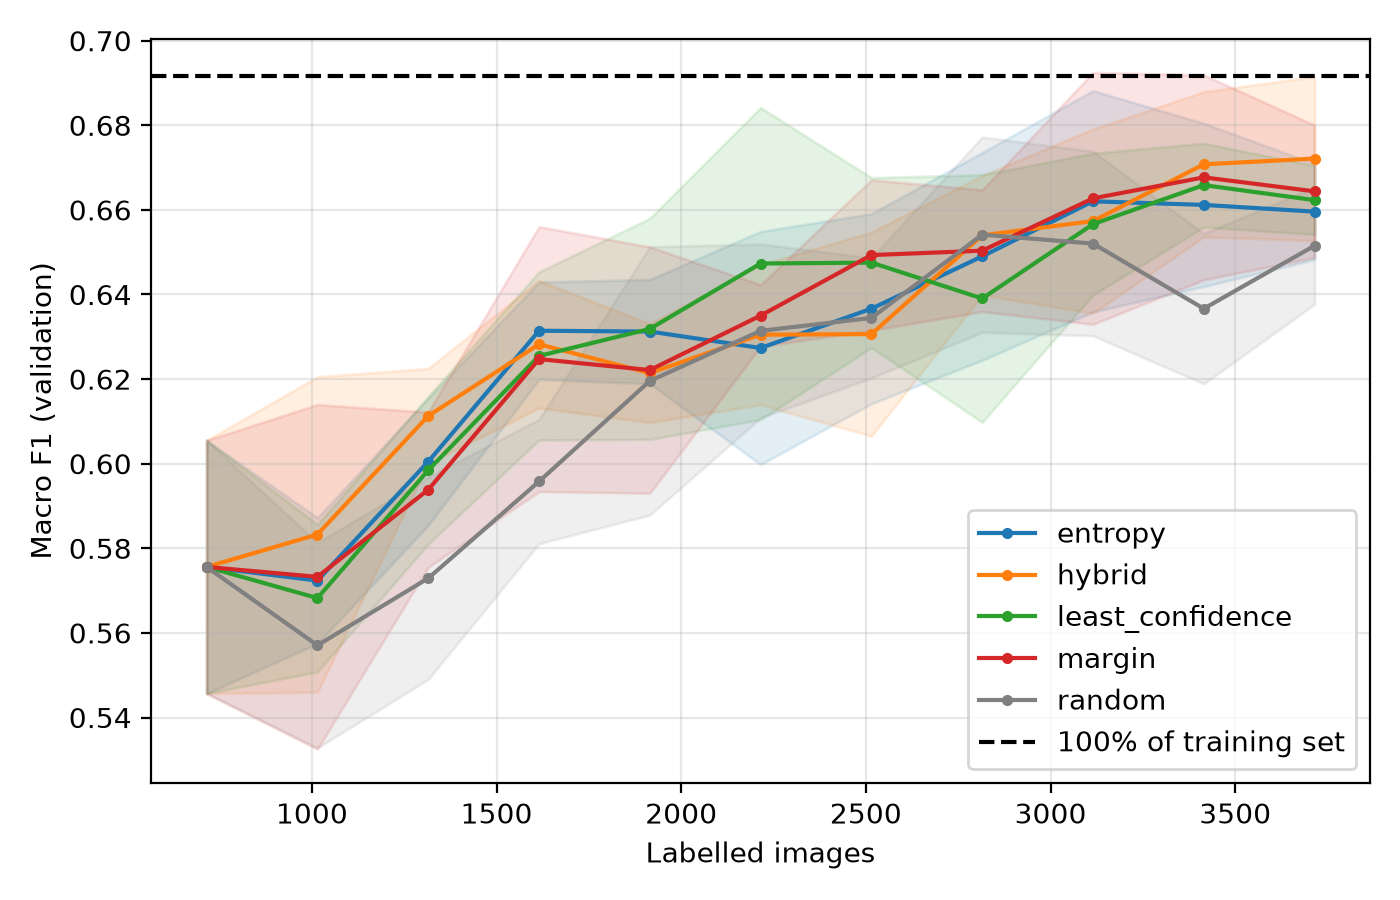 0.70
0.68
0.66
0.64
0.62
0.60
0.58
0.56
0.54
Macro F1 (validation)
entropy
hybrid
least_confidence
margin
random
100% of training set
1000 1500 2000 2500 3000 3500
Labelled images